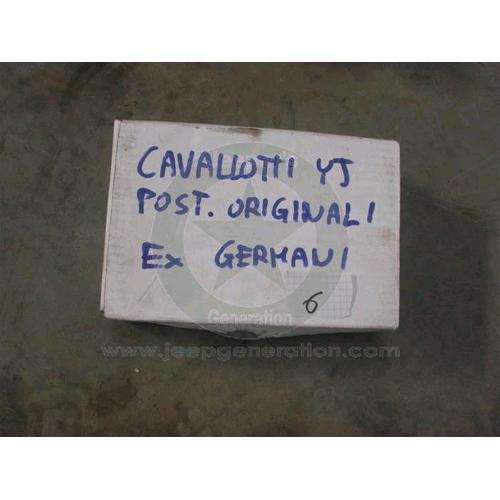 CAVALLOTTI YJ
POST. ORIGINALI
Ex GERMANI
6
Generation
www.jeepgeneration.com